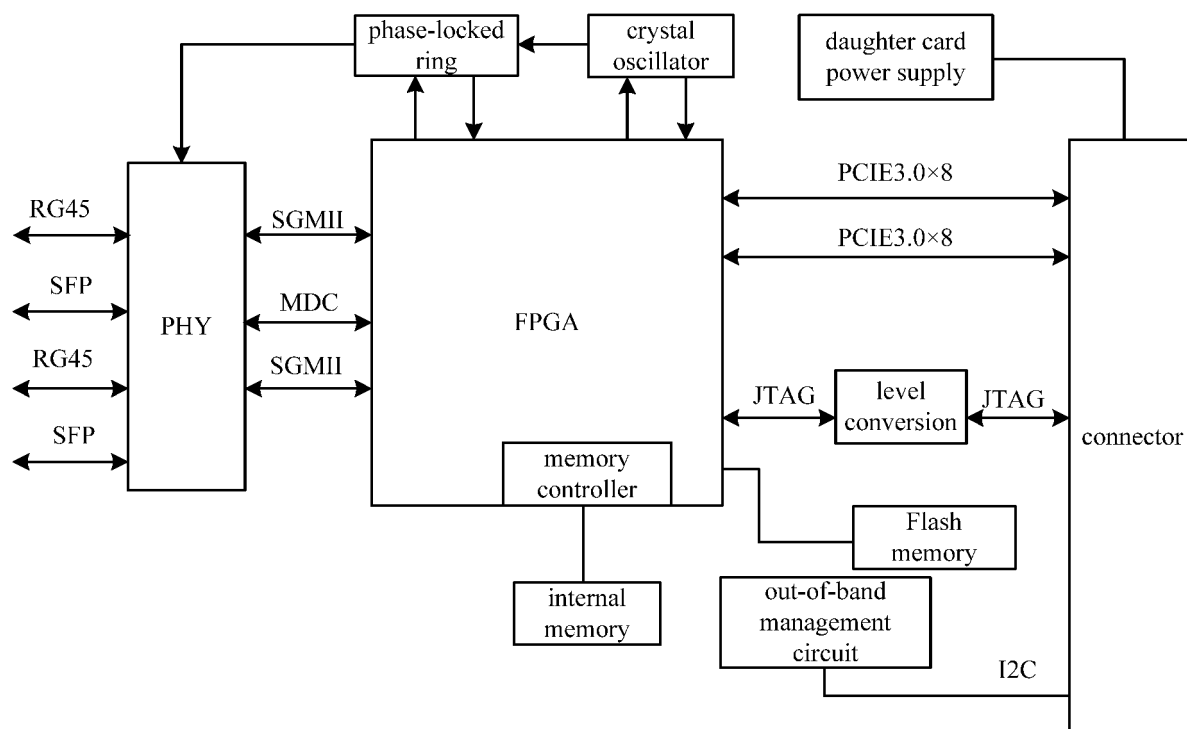 phase-locked
ring
crystal
oscillator
daughter card
power supply
RG45
SFP
RG45
SFP
PHY
SGMII
MDC
SGMII
FPGA
memory
controller
internal
memory
PCIE3.0×8
PCIE3.0×8
JTAG
level
conversion
JTAG
connector
Flash
memory
out-of-band
management
circuit
I2C